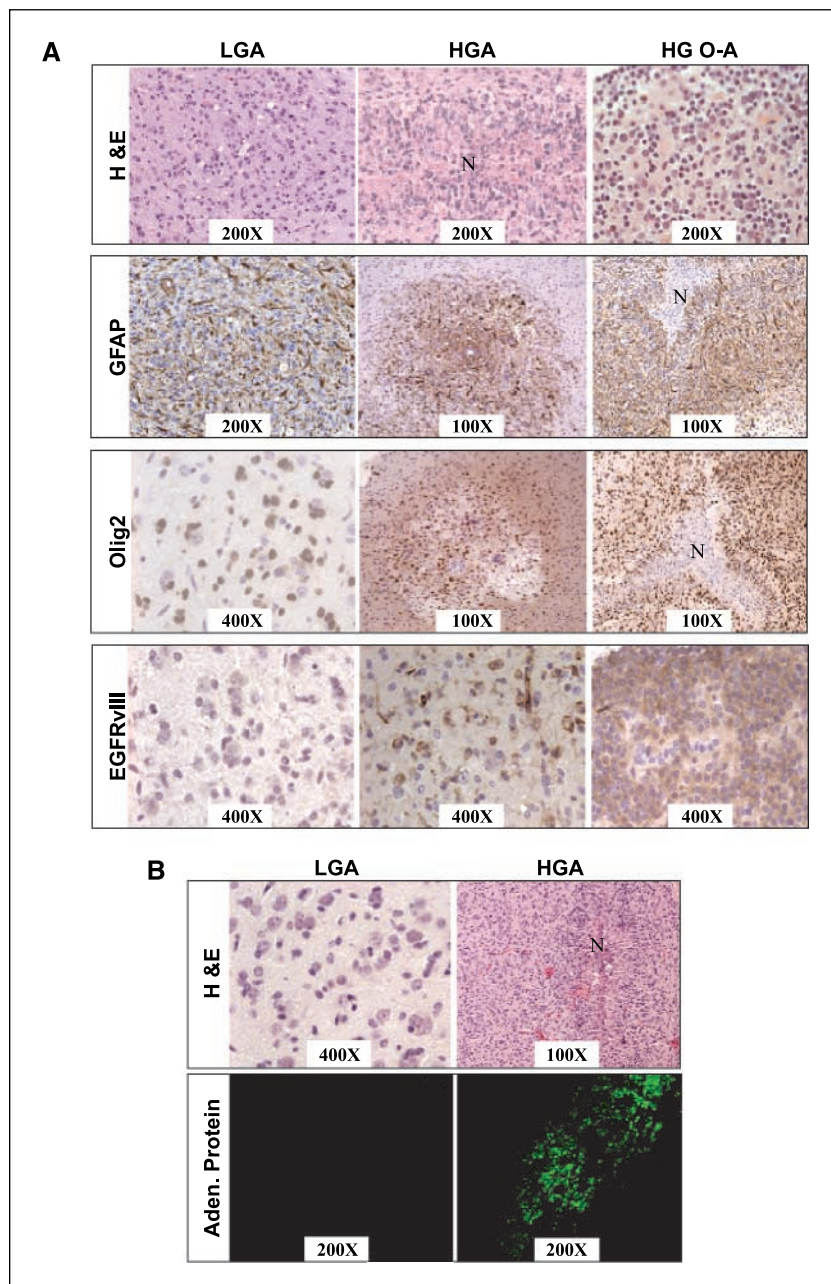 A
LGA HGA HG O-A
H &E
N
200X 200X 200X
GFAP
N
200X 100X 100X
Olig2
N
400X 100X 100X
EGFRvIII
400X 400X 400X
B
LGA HGA
H &E
N
400X 100X
Aden. Protein
200X 200X